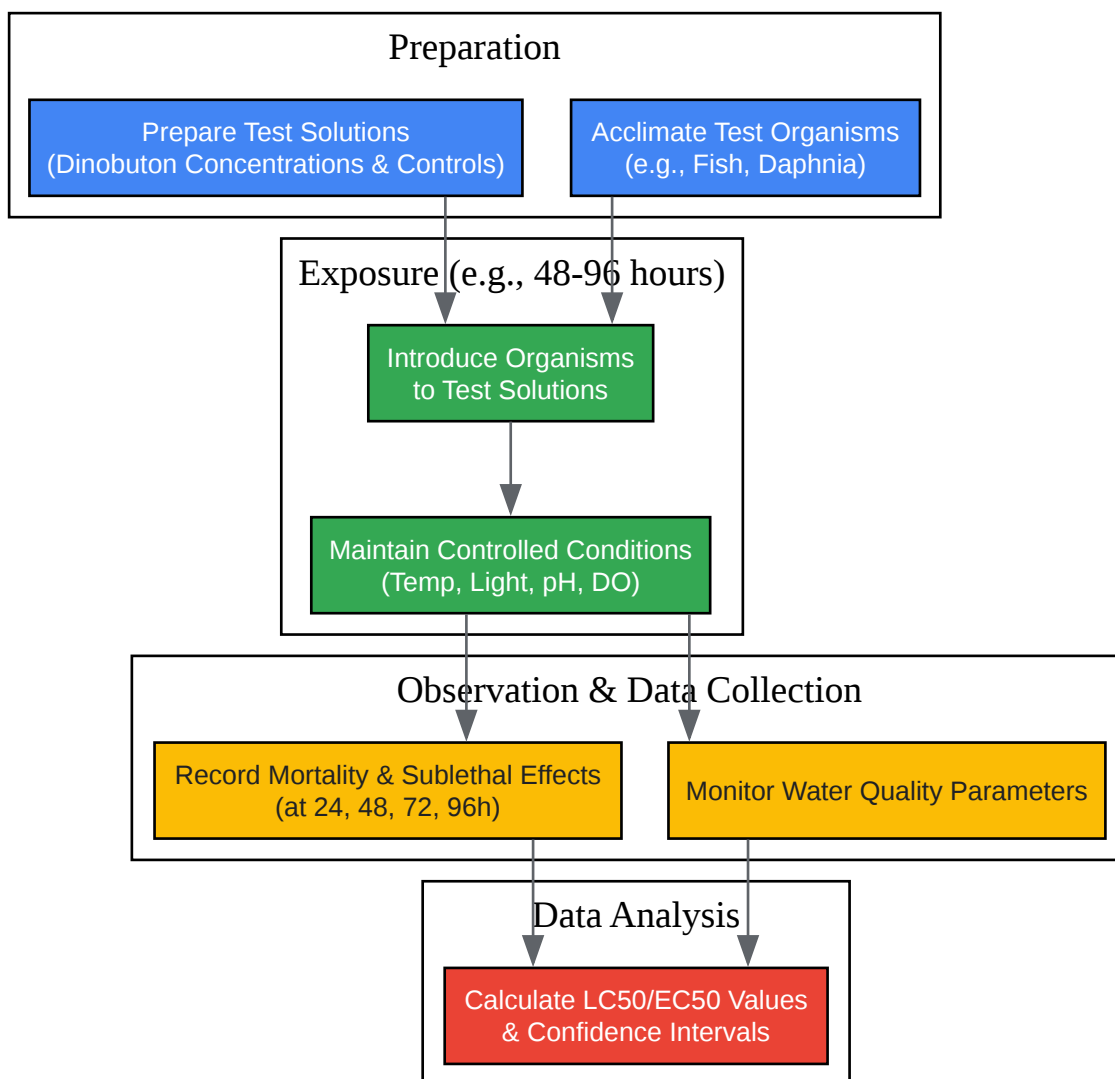 Preparation
Prepare Test Solutions
(Dinobuton Concentrations & Controls)
Acclimate Test Organisms
(e.g., Fish, Daphnia)
Exposure (e.g., 48-96 hours)
Introduce Organisms
to Test Solutions
Maintain Controlled Conditions
(Temp, Light, pH, DO)
Observation & Data Collection
Record Mortality & Sublethal Effects
(at 24, 48, 72, 96h)
Monitor Water Quality Parameters
Data Analysis
Calculate LC50/EC50 Values
& Confidence Intervals